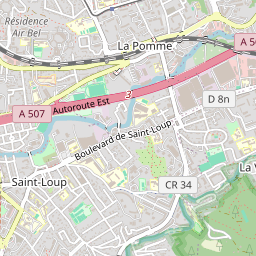 Résidence
Air Bel
La Pomme
A 50
3
A 507
Autoroute Est
D 8n
Boulevard de Saint-Loup
Saint-Loup
CR 34
La V